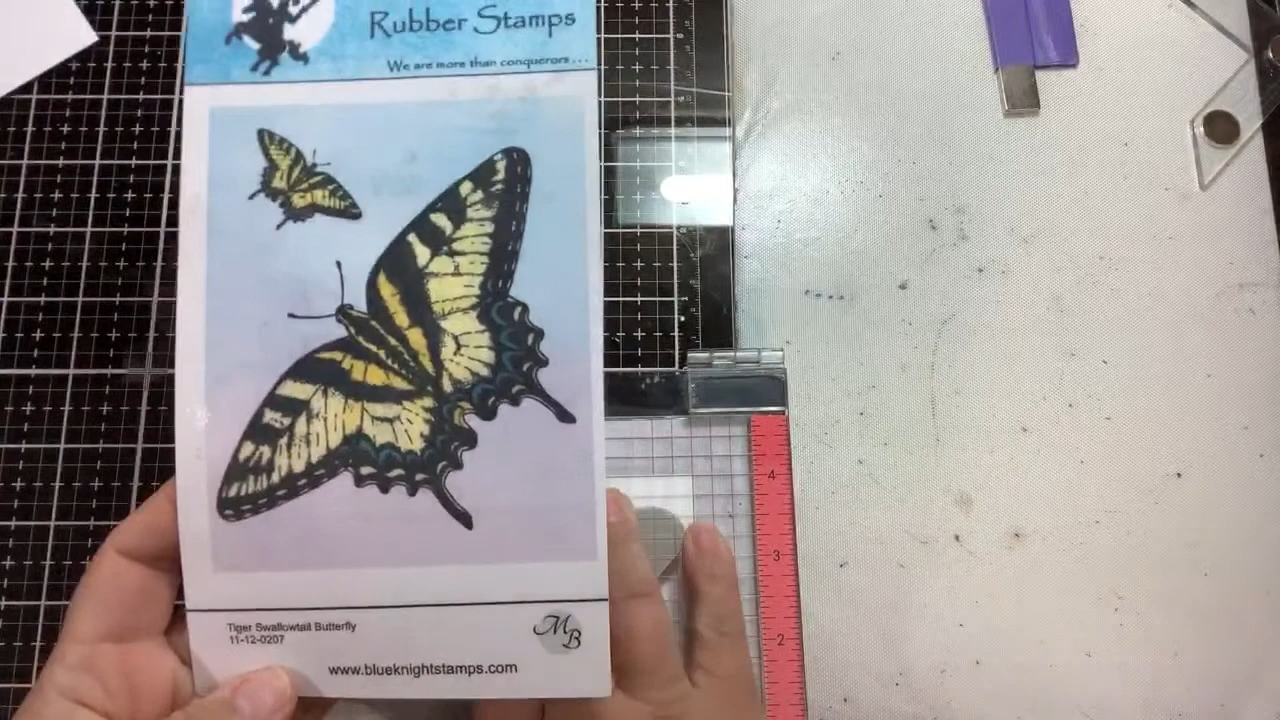 Rubber Stamps
We are more than conquerors . . .
Tiger Swallowtail Butterfly
11-12-0207
MB
www.blueknightstamps.com
4
3
2